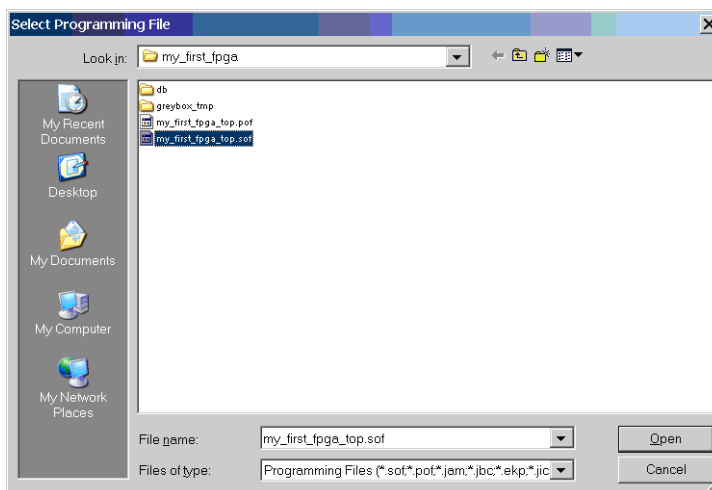 Select Programming File
Look in: my_first_fpga
db
greybox_tmp
my_first_fpga_top.pof
my_first_fpga_top.sof
My Recent
Documents
Desktop
My Documents
My Computer
My Network
Places
File name: my_first_fpga_top.sof Open
Files of type: Programming Files (*.sof;*.pof;*.jam;*.jbc;*.ekp;*.jic Cancel